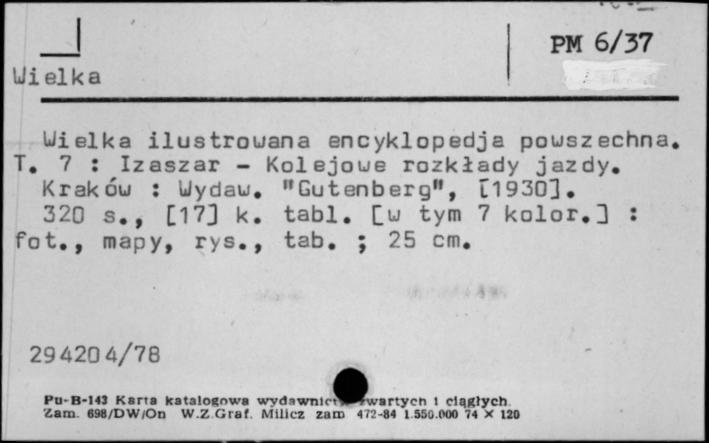 PM 6/37
Wielka
Wielka ilustrowana encyklopedja powszechna.
T. 7 : Izaszar - Kolejowe rozkłady jazdy.
Kraków : Wydaw. "Gutenberg", [1930].
320 s., [17] k. tabl. [w tym 7 kolor.] :
fot., mapy, rys., tab. ; 25 cm.
294204/78
Pu-B-143 Karta katalogowa i ciągłych.
Zam. 698/DW/On W.Z.Graf. Milicz zam 472-84 1.550.000 74 X 120